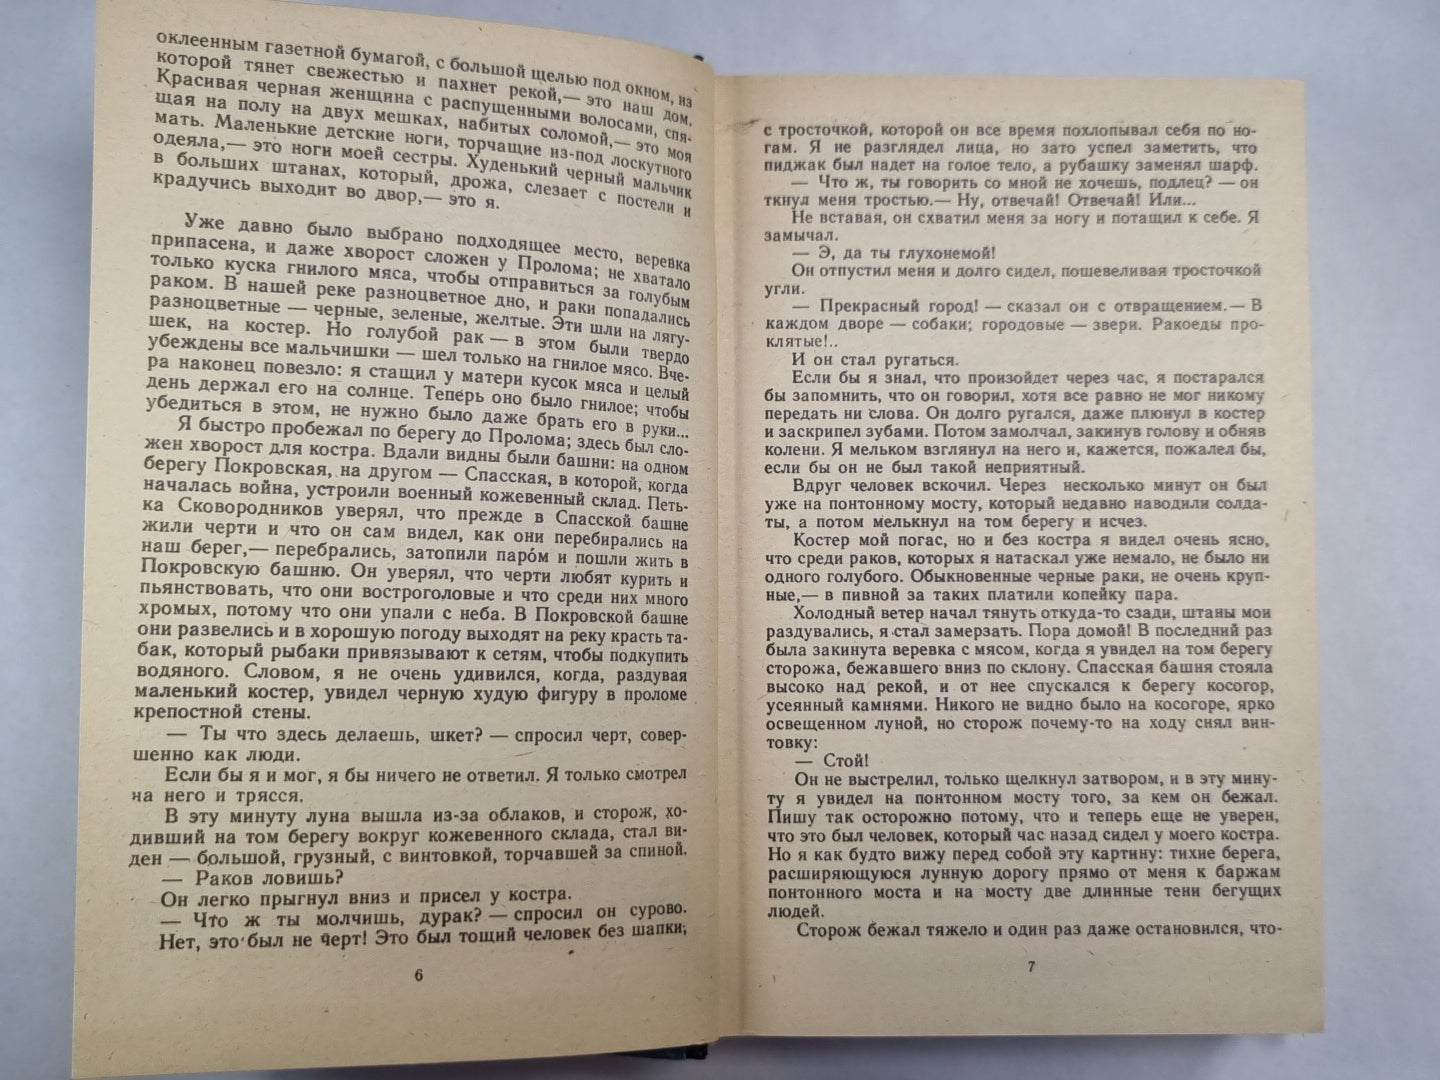 оклеенным газетной бумагой, с большой щелью под окном, из
которой тянет свежестью и пахнет рекой,— это наш дом.
Красивая черная женщина с распущенными волосами, спя-
щая на полу на двух мешках, набитых соломой,— это моя
мать. Маленькие детские ноги, торчащие из-под лоскутного
одеяла,— это ноги моей сестры. Худенький черный мальчик
в больших штанах, который, дрожа, слезает с постели и
крадучись выходит во двор,— это я.
Уже давно было выбрано подходящее место, веревка
припасена, и даже хворост сложен у Пролома; не хватало
только куска гнилого мяса, чтобы отправиться за голубым
раком. В нашей реке разноцветное дно, и раки попадались
разноцветные — черные, зеленые, желтые. Эти шли на лягу-
шек, на костер. Но голубой рак — в этом были твердо
убеждены все мальчишки — шел только на гнилое мясо. Вче-
ра наконец повезло: я стащил у матери кусок мяса и целый
день держал его на солнце. Теперь оно было гнилое; чтобы
убедиться в этом, не нужно было даже брать его в руки...
Я быстро пробежал по берегу до Пролома; здесь был сло-
жен хворост для костра. Вдали видны были башни: на одном
берегу Покровская, на другом — Спасская, в которой, когда
началась война, устроили военный кожевенный склад. Петь-
ка Сковородников уверял, что прежде в Спасской башне
жили черти и что он сам видел, как они перебирались на
наш берег,— перебрались, затопили паро́м и пошли жить в
Покровскую башню. Он уверял, что черти любят курить и
пьянствовать, что они востроголовые и что среди них много
хромых, потому что они упали с неба. В Покровской башне
они развелись и в хорошую погоду выходят на реку красть та-
бак, который рыбаки привязывают к сетям, чтобы подкупить
водяного. Словом, я не очень удивился, когда, раздувая
маленький костер, увидел черную худую фигуру в проломе
крепостной стены.
— Ты что здесь делаешь, шкет? — спросил черт, совер-
шенно как люди.
Если бы я и мог, я бы ничего не ответил. Я только смотрел
на него и трясся.
В эту минуту луна вышла из-за облаков, и сторож, хо-
дивший на том берегу вокруг кожевенного склада, стал ви-
ден — большой, грузный, с винтовкой, торчавшей за спиной.
— Раков ловишь?
Он легко прыгнул вниз и присел у костра.
— Что ж ты молчишь, дурак? — спросил он сурово.
Нет, это был не черт! Это был тощий человек без шапки,
6
с тросточкой, которой он все время похлопывал себя по но-
гам. Я не разглядел лица, но зато успел заметить, что
пиджак был надет на голое тело, а рубашку заменял шарф.
— Что ж, ты говорить со мной не хочешь, подлец? — он
ткнул меня тростью.— Ну, отвечай! Отвечай! Или...
Не вставая, он схватил меня за ногу и потащил к себе. Я
замычал.
— Э, да ты глухонемой!
Он отпустил меня и долго сидел, пошевеливая тросточкой
угли.
— Прекрасный город! — сказал он с отвращением.— В
каждом дворе — собаки; городовые — звери. Ракоеды про-
клятые!..
И он стал ругаться.
Если бы я знал, что произойдет через час, я постарался
бы запомнить, что он говорил, хотя все равно не мог никому
передать ни слова. Он долго ругался, даже плюнул в костер
и заскрипел зубами. Потом замолчал, закинув голову и обняв
колени. Я мельком взглянул на него и, кажется, пожалел бы,
если бы он не был такой неприятный.
Вдруг человек вскочил. Через несколько минут он был
уже на понтонном мосту, который недавно наводили солда-
ты, а потом мелькнул на том берегу и исчез.
Костер мой погас, но и без костра я видел очень ясно,
что среди раков, которых я натаскал уже немало, не было ни
одного голубого. Обыкновенные черные раки, не очень круп-
ные,— в пивной за таких платили копейку пара.
Холодный ветер начал тянуть откуда-то сзади, штаны мои
раздувались, я стал замерзать. Пора домой! В последний раз
была закинута веревка с мясом, когда я увидел на том берегу
сторожа, бежавшего вниз по склону. Спасская башня стояла
высоко над рекой, и от нее спускался к берегу косогор,
усеянный камнями. Никого не видно было на косогоре, ярко
освещенном луной, но сторож почему-то на ходу снял вин-
товку:
— Стой!
Он не выстрелил, только щелкнул затвором, и в эту мину-
ту я увидел на понтонном мосту того, за кем он бежал.
Пишу так осторожно потому, что и теперь еще не уверен,
что это был человек, который час назад сидел у моего костра.
Но я как будто вижу перед собой эту картину: тихие берега,
расширяющуюся лунную дорогу прямо от меня к баржам
понтонного моста и на мосту две длинные тени бегущих
людей.
Сторож бежал тяжело и один раз даже остановился, что-
7